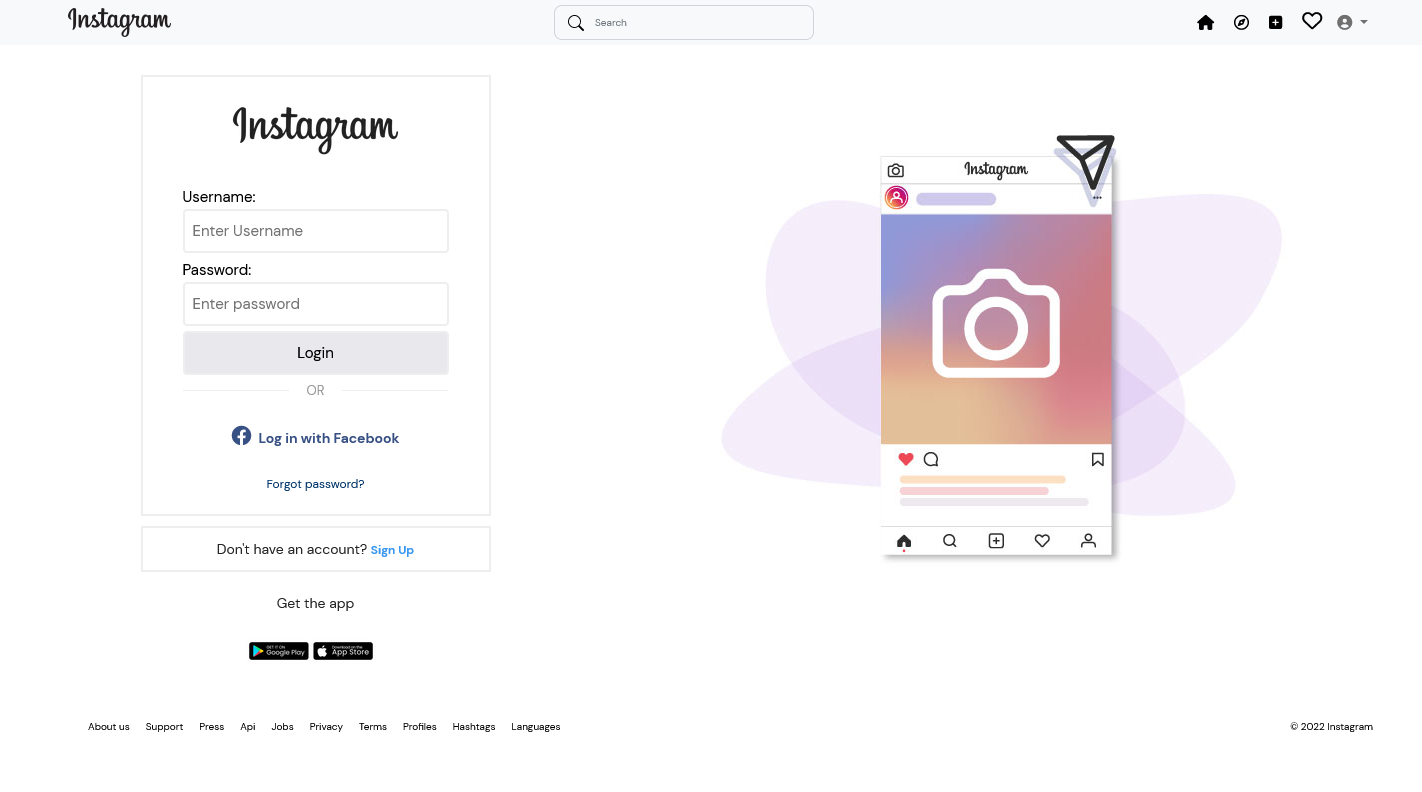 Instagram
Search
Instagram
Username:
Enter Username
Password:
Enter password
Login
OR
Log in with Facebook
Forgot password?
Don't have an account? Sign Up
Get the app
GET IT ON
Google Play
Download on the
App Store
Instagram
About us Support Press Api Jobs Privacy Terms Profiles Hashtags Languages
© 2022 Instagram